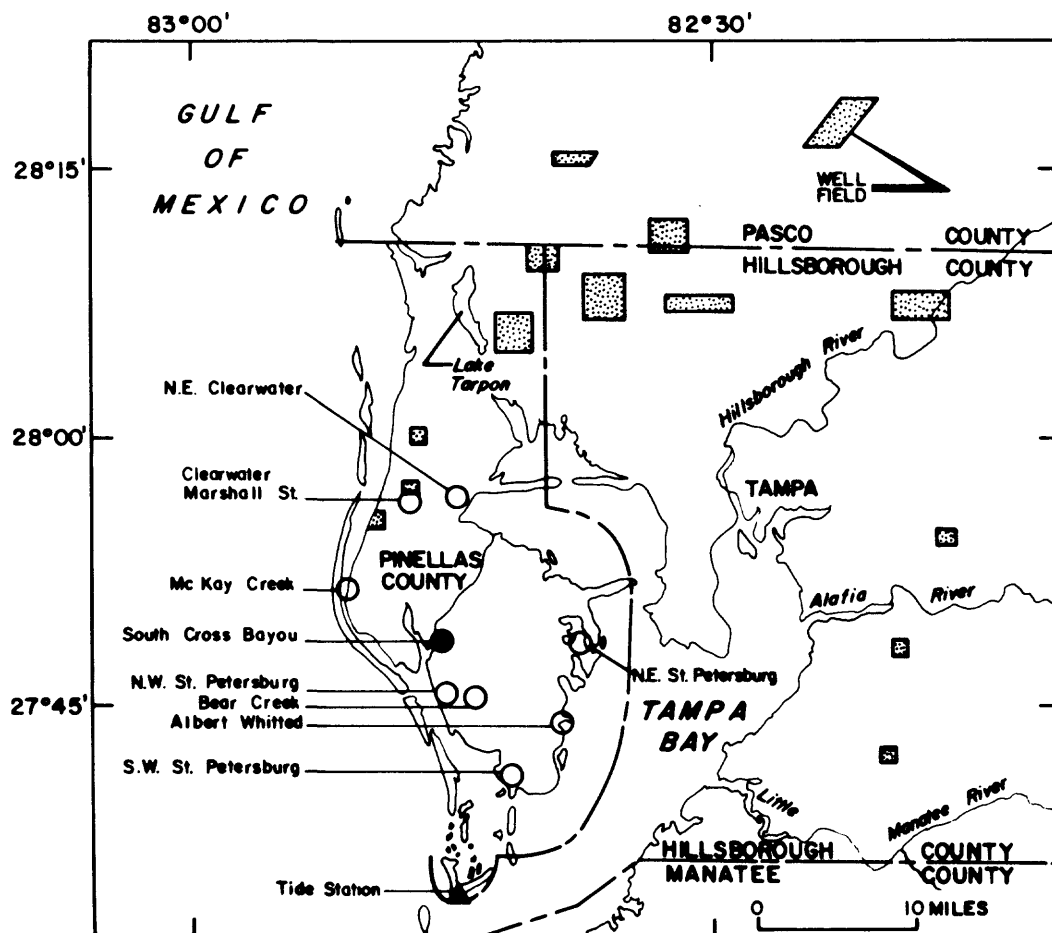 83°00'
82°30'
GULF
OF
MEXICO
28°15'
WELL
FIELD
PASCO COUNTY
HILLSBOROUGH COUNTY
Hillsborough River
Lake
Tarpon
N.E. Clearwater
28°00'
Clearwater
Marshall St.
TAMPA
PINELLAS
COUNTY
Mc Kay Creek
Alafia River
South Cross Bayou
N.E. St. Petersburg
N.W. St. Petersburg
Bear Creek
27°45'
Albert Whitted
TAMPA
BAY
S.W. St. Petersburg
Little
Manatee River
HILLSBOROUGH COUNTY
MANATEE COUNTY
Tide Station
0 10 MILES